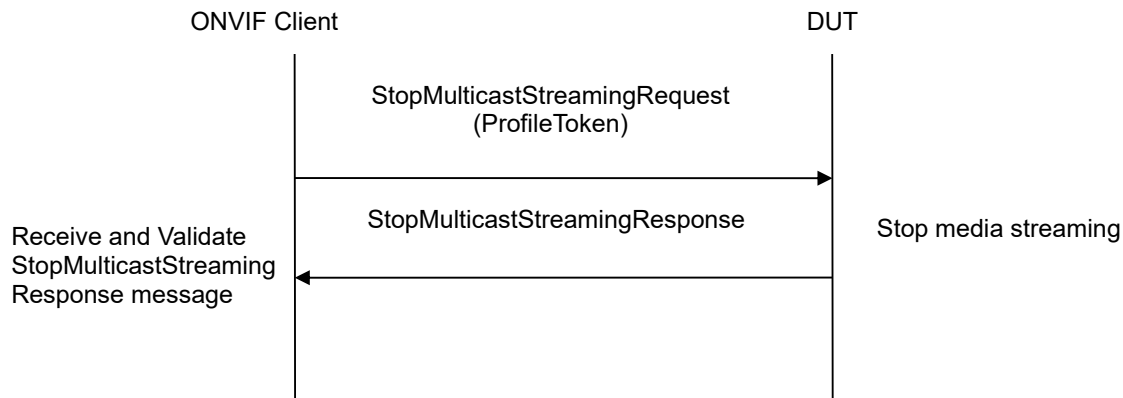 ONVIF Client
DUT
StopMulticastStreamingRequest
(ProfileToken)
StopMulticastStreamingResponse
Stop media streaming
Receive and Validate
StopMulticastStreaming
Response message